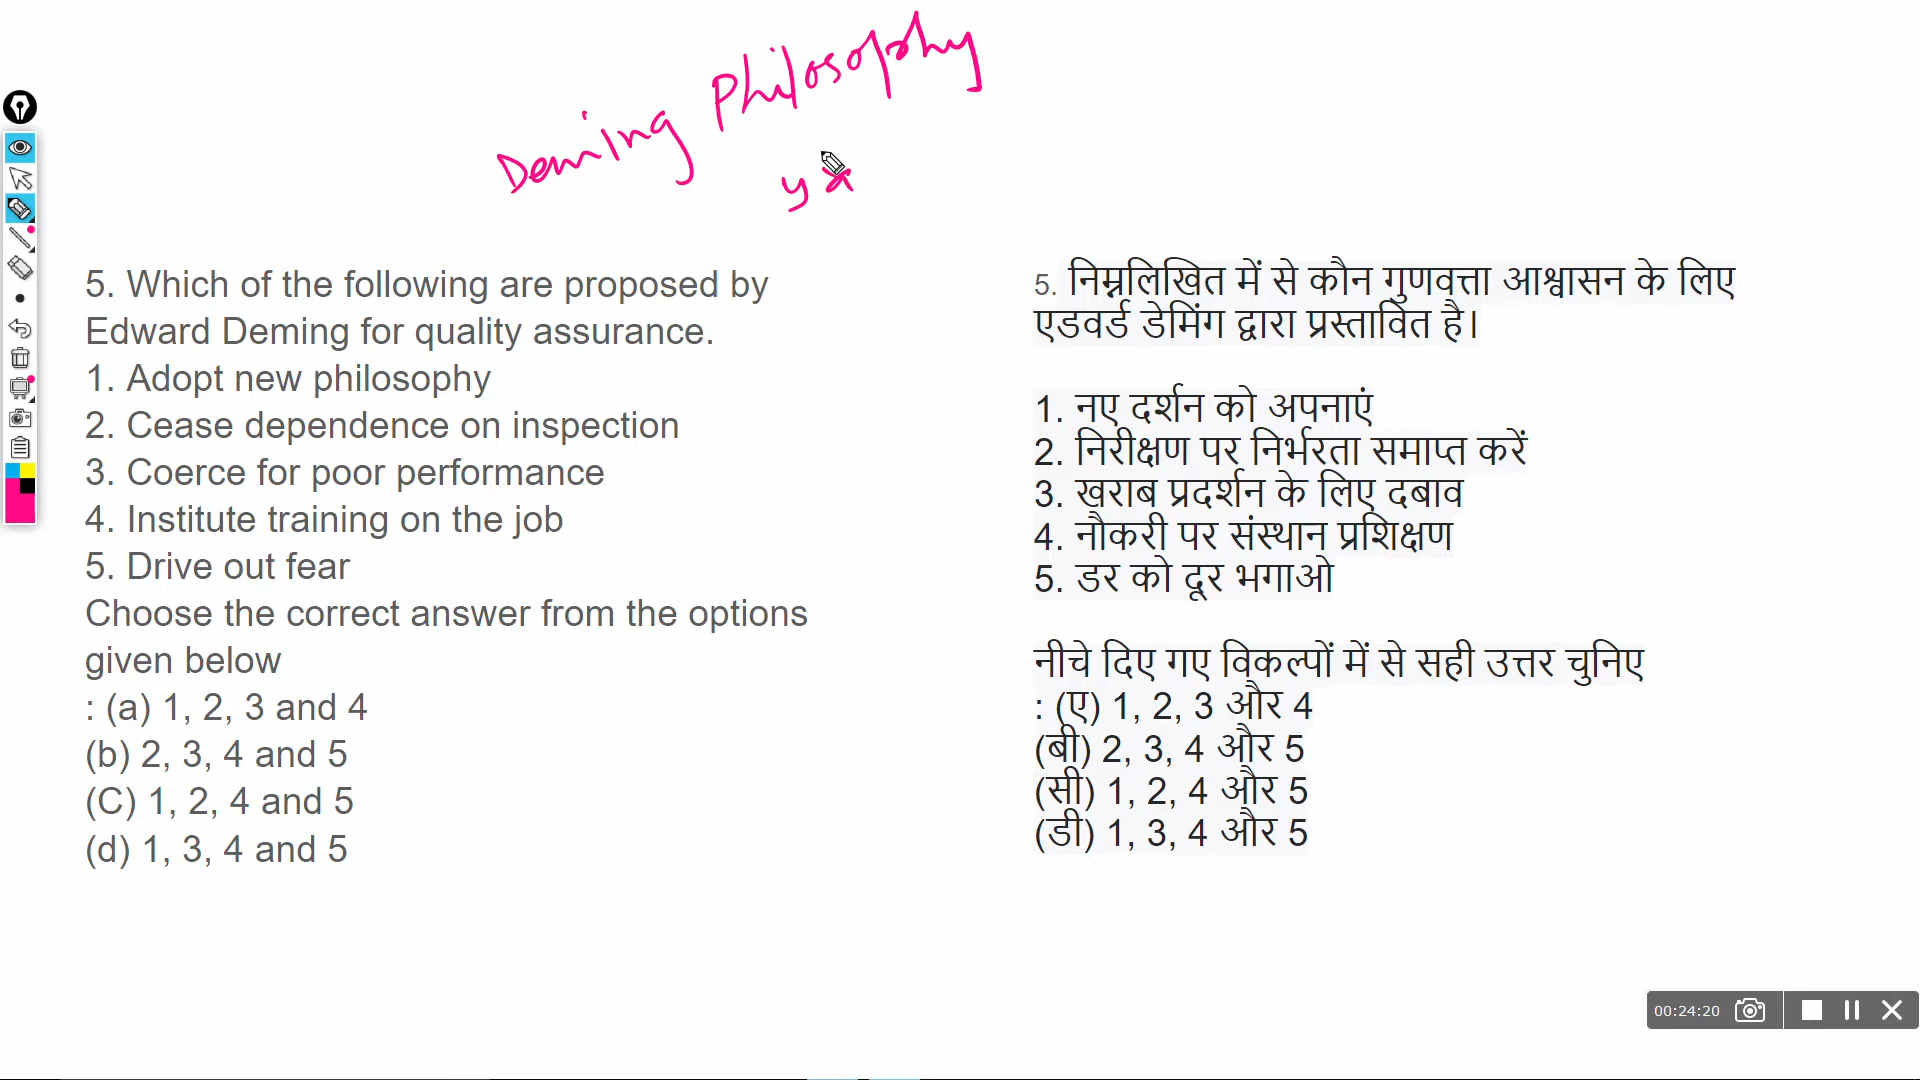 Deming Philosophy
y
5. Which of the following are proposed by
Edward Deming for quality assurance.
1. Adopt new philosophy
2. Cease dependence on inspection
3. Coerce for poor performance
4. Institute training on the job
5. Drive out fear
Choose the correct answer from the options
given below
: (a) 1, 2, 3 and 4
(b) 2, 3, 4 and 5
(C) 1, 2, 4 and 5
(d) 1, 3, 4 and 5
5. निम्नलिखित में से कौन गुणवत्ता आश्वासन के लिए
एडवर्ड डेमिंग द्वारा प्रस्तावित है।
1. नए दर्शन को अपनाएं
2. निरीक्षण पर निर्भरता समाप्त करें
3. खराब प्रदर्शन के लिए दबाव
4. नौकरी पर संस्थान प्रशिक्षण
5. डर को दूर भगाओ
नीचे दिए गए विकल्पों में से सही उत्तर चुनिए
: (ए) 1, 2, 3 और 4
(बी) 2, 3, 4 और 5
(सी) 1, 2, 4 और 5
(डी) 1, 3, 4 और 5
00:24:20